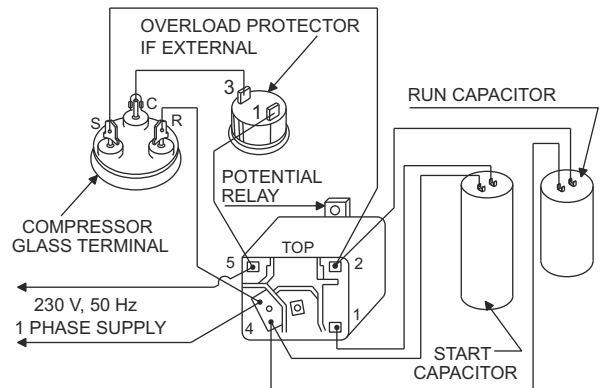 OVERLOAD PROTECTOR
IF EXTERNAL
3
1
C
S
R
RUN CAPACITOR
POTENTIAL
RELAY
COMPRESSOR
GLASS TERMINAL
TOP
5
2
230 V, 50 Hz
1 PHASE SUPPLY
4
1
START
CAPACITOR